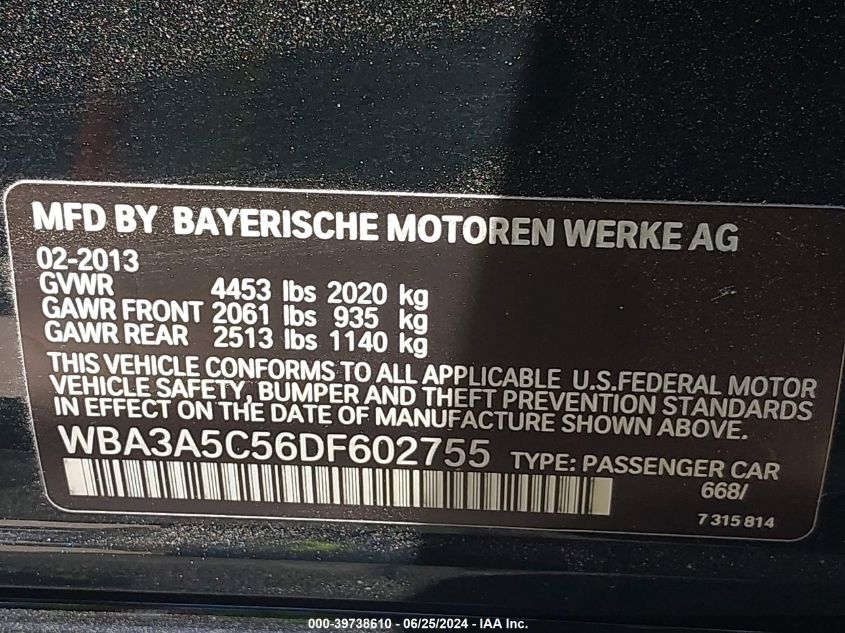 MFD BY BAYERISCHE MOTOREN WERKE AG
02-2013
GVWR 4453 lbs 2020 kg
GAWR FRONT 2061 lbs 935 kg
GAWR REAR 2513 lbs 1140 kg
THIS VEHICLE CONFORMS TO ALL APPLICABLE U.S.FEDERAL MOTOR
VEHICLE SAFETY, BUMPER AND THEFT PREVENTION STANDARDS
IN EFFECT ON THE DATE OF MANUFACTURE SHOWN ABOVE.
WBA3A5C56DF602755 TYPE: PASSENGER CAR
668/
7 315 814
000-39738610 - 06/25/2024 - IAA Inc.